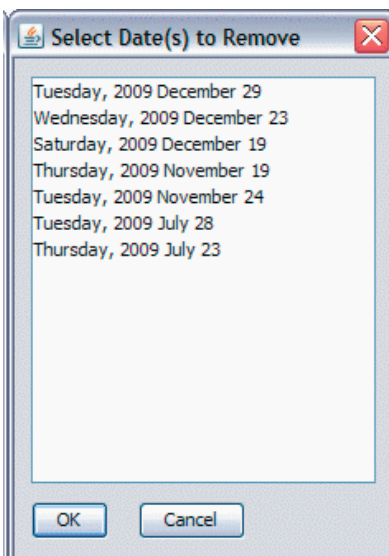 Select Date(s) to Remove
Tuesday, 2009 December 29
Wednesday, 2009 December 23
Saturday, 2009 December 19
Thursday, 2009 November 19
Tuesday, 2009 November 24
Tuesday, 2009 July 28
Thursday, 2009 July 23
OK
Cancel